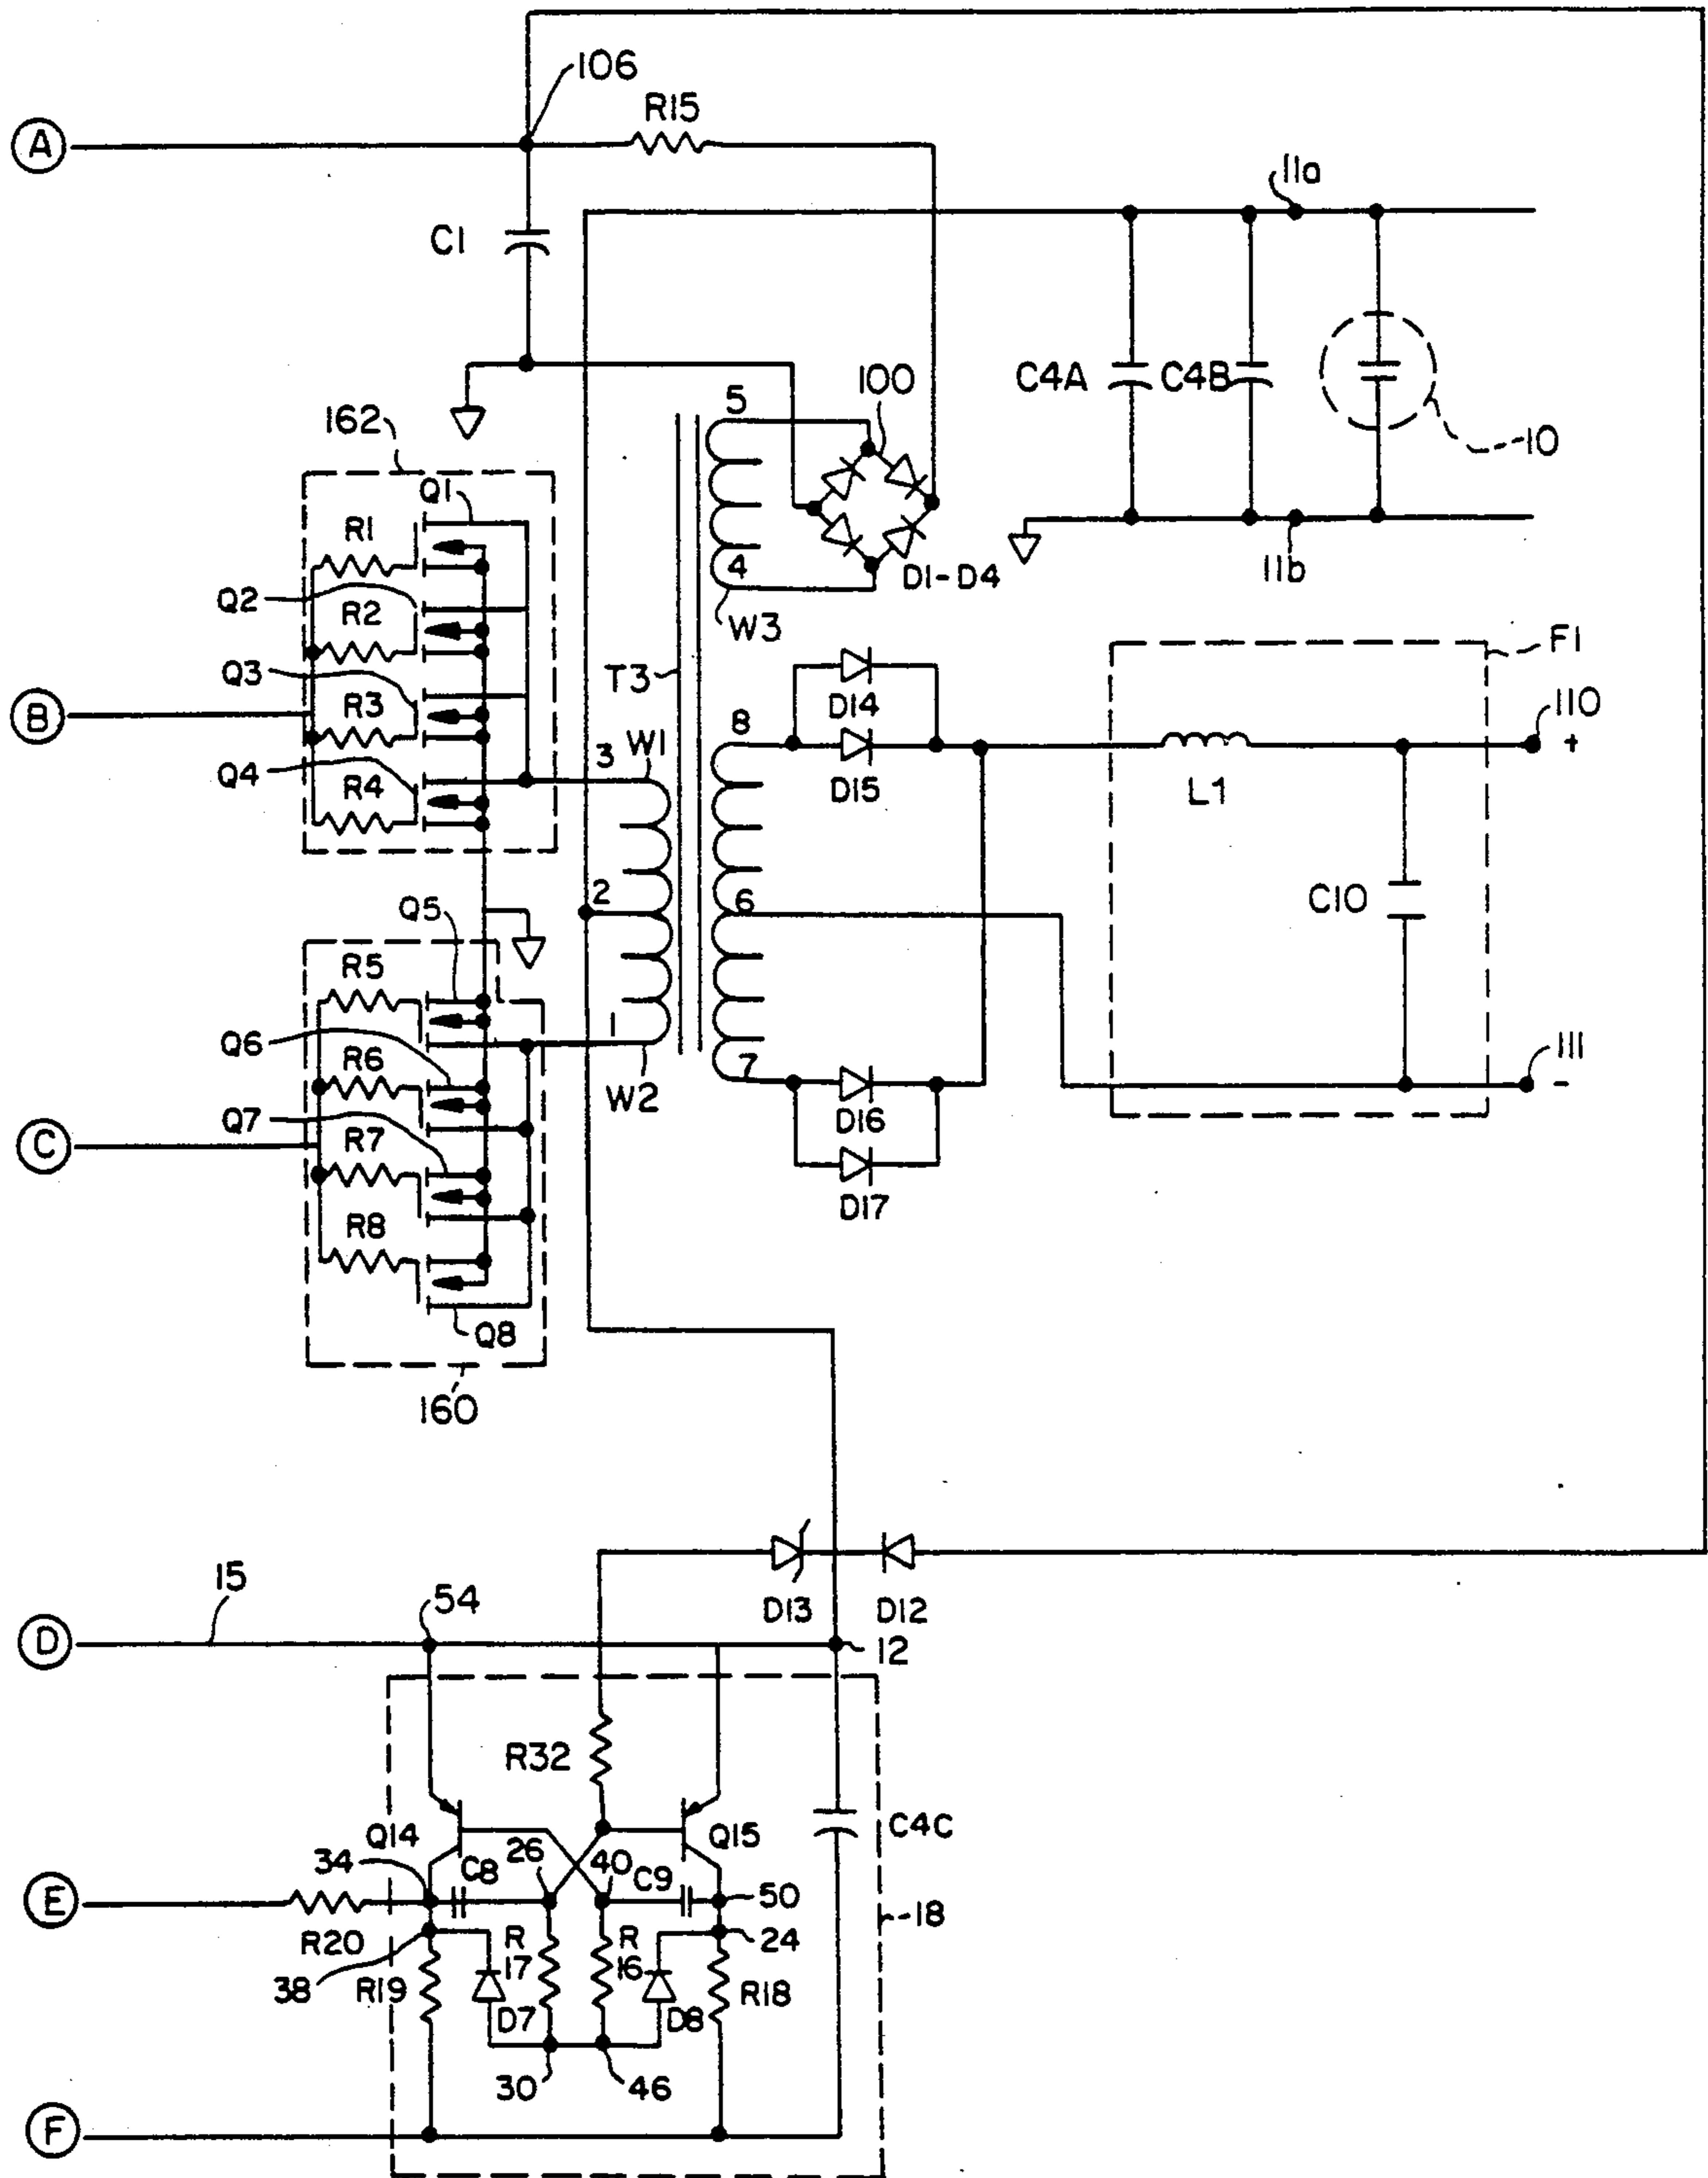 106
R15
A
11a
C1
C4A
C4B
10
100
5
162
Q1
R1
4
D1-D4
11b
Q2
R2
W3
F1
Q3
T3
D14
110
B
R3
8
+
3
W1
Q4
R4
D15
L1
2
6
C10
Q5
R5
1
111
Q6
7
-
R6
W2
D16
Q7
C
R7
D17
R8
Q8
160
15
54
D13
D12
D
12
R32
Q14
Q15
C4C
34
C8
26
40
C9
50
E
18
R20
R
17
R
16
24
38
R19
D7
D8
R18
30
46
F